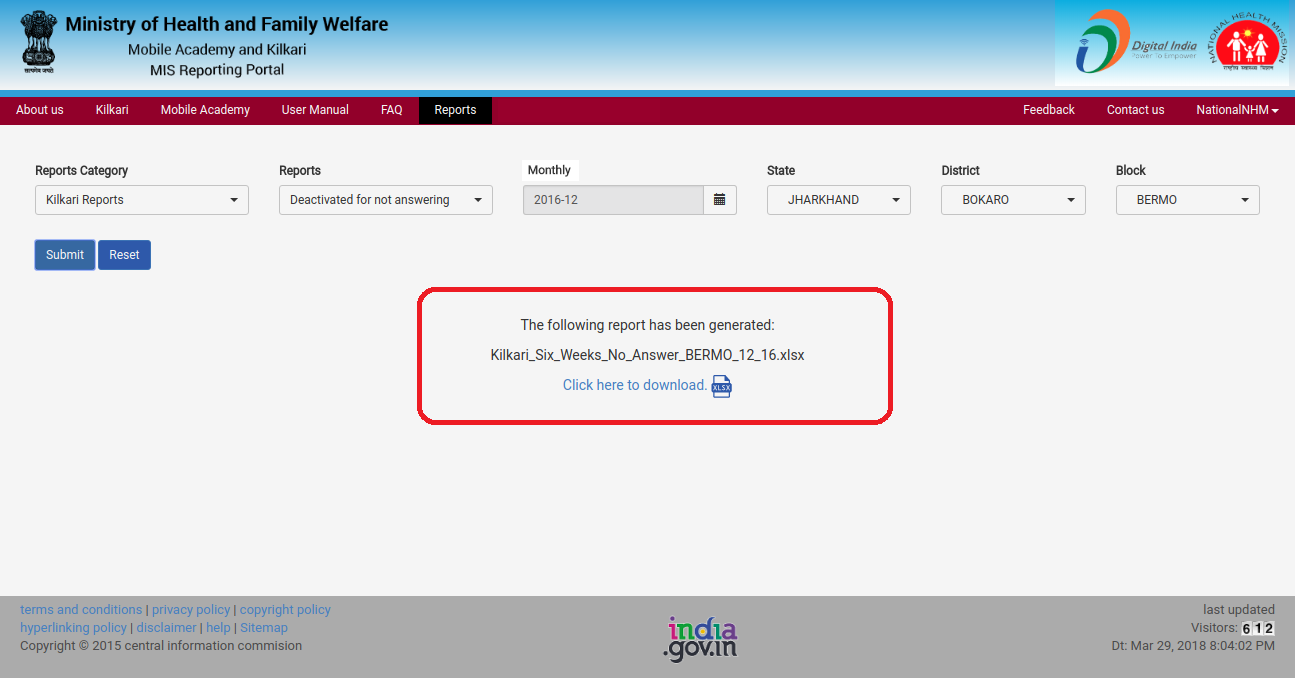 Ministry of Health and Family Welfare
Mobile Academy and Kilkari
MIS Reporting Portal
सत्यमेव जयते
Digital India
Power To Empower
NATIONAL HEALTH MISSION
About us Kilkari Mobile Academy User Manual FAQ Reports Feedback Contact us NationalNHM
Reports Category Reports Monthly State District Block
Kilkari Reports Deactivated for not answering 2016-12 JHARKHAND BOKARO BERMO
Submit Reset
The following report has been generated:
Kilkari_Six_Weeks_No_Answer_BERMO_12_16.xlsx
Click here to download. XLSX
terms and conditions | privacy policy | copyright policy
hyperlinking policy | disclaimer | help | Sitemap
Copyright © 2015 central information commision
india
.gov.in
last updated
Visitors: 612
Dt: Mar 29, 2018 8:04:02 PM